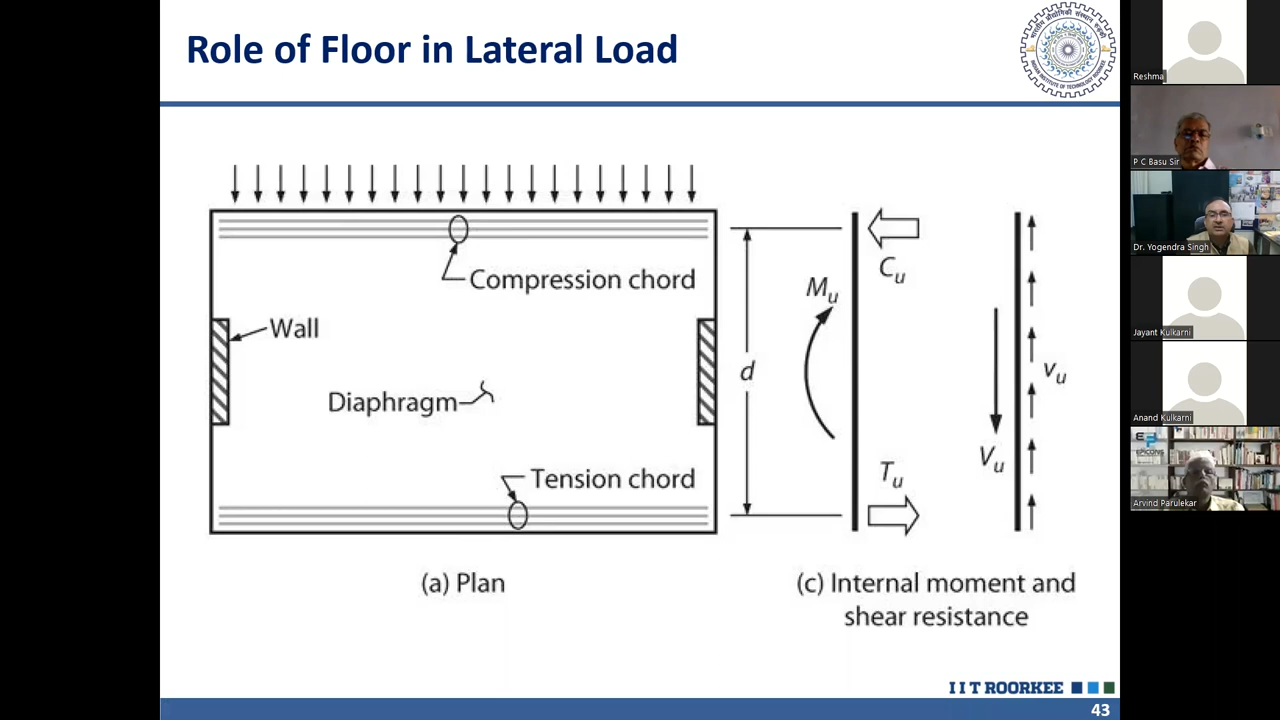 Role of Floor in Lateral Load
Compression chord
Wall
Diaphragm
Tension chord
(a) Plan
d
Mu
Cu
Tu
Vu
vu
(c) Internal moment and
shear resistance
IIT ROORKEE
43
Reshma
P C Basu Sir
Dr. Yogendra Singh
Jayant Kulkarni
Anand Kulkarni
Arvind Parulekar